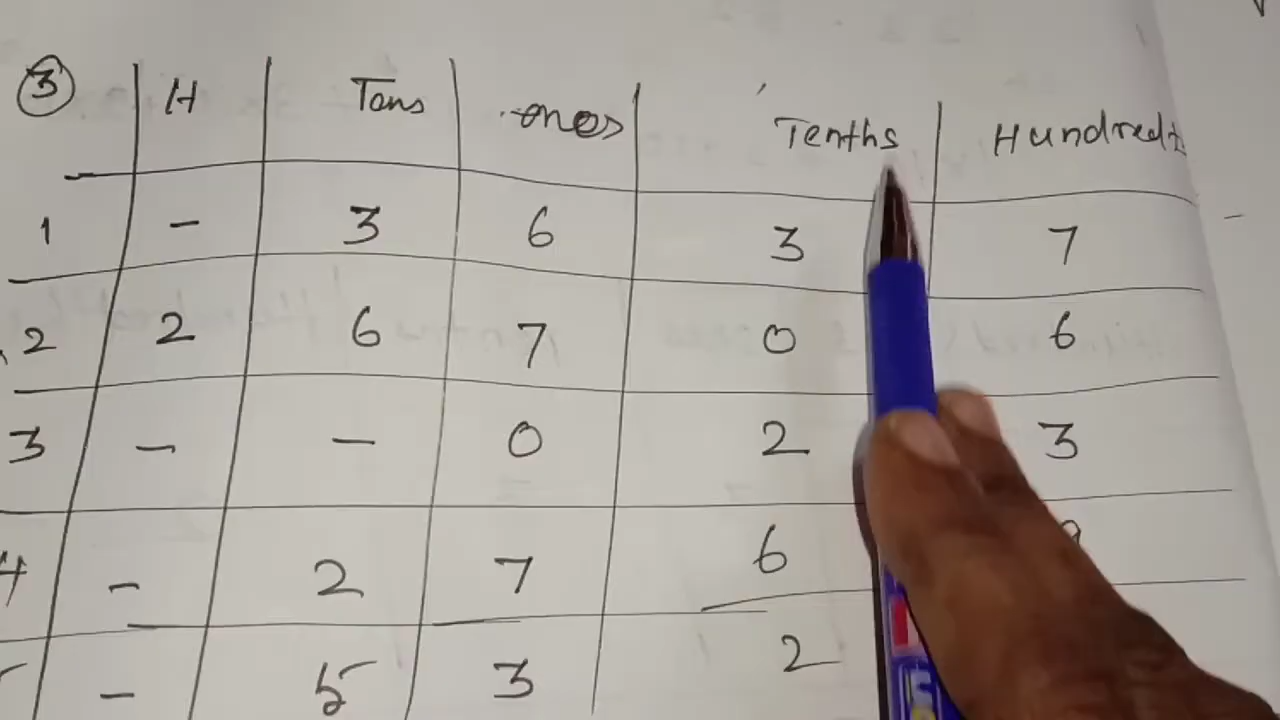 ③ H Tens ones Tenths Hundredt
1 - 3 6 3 7
2 2 6 7 0 6
3 - - 0 2 3
4 - 2 7 6
- 5 3 2